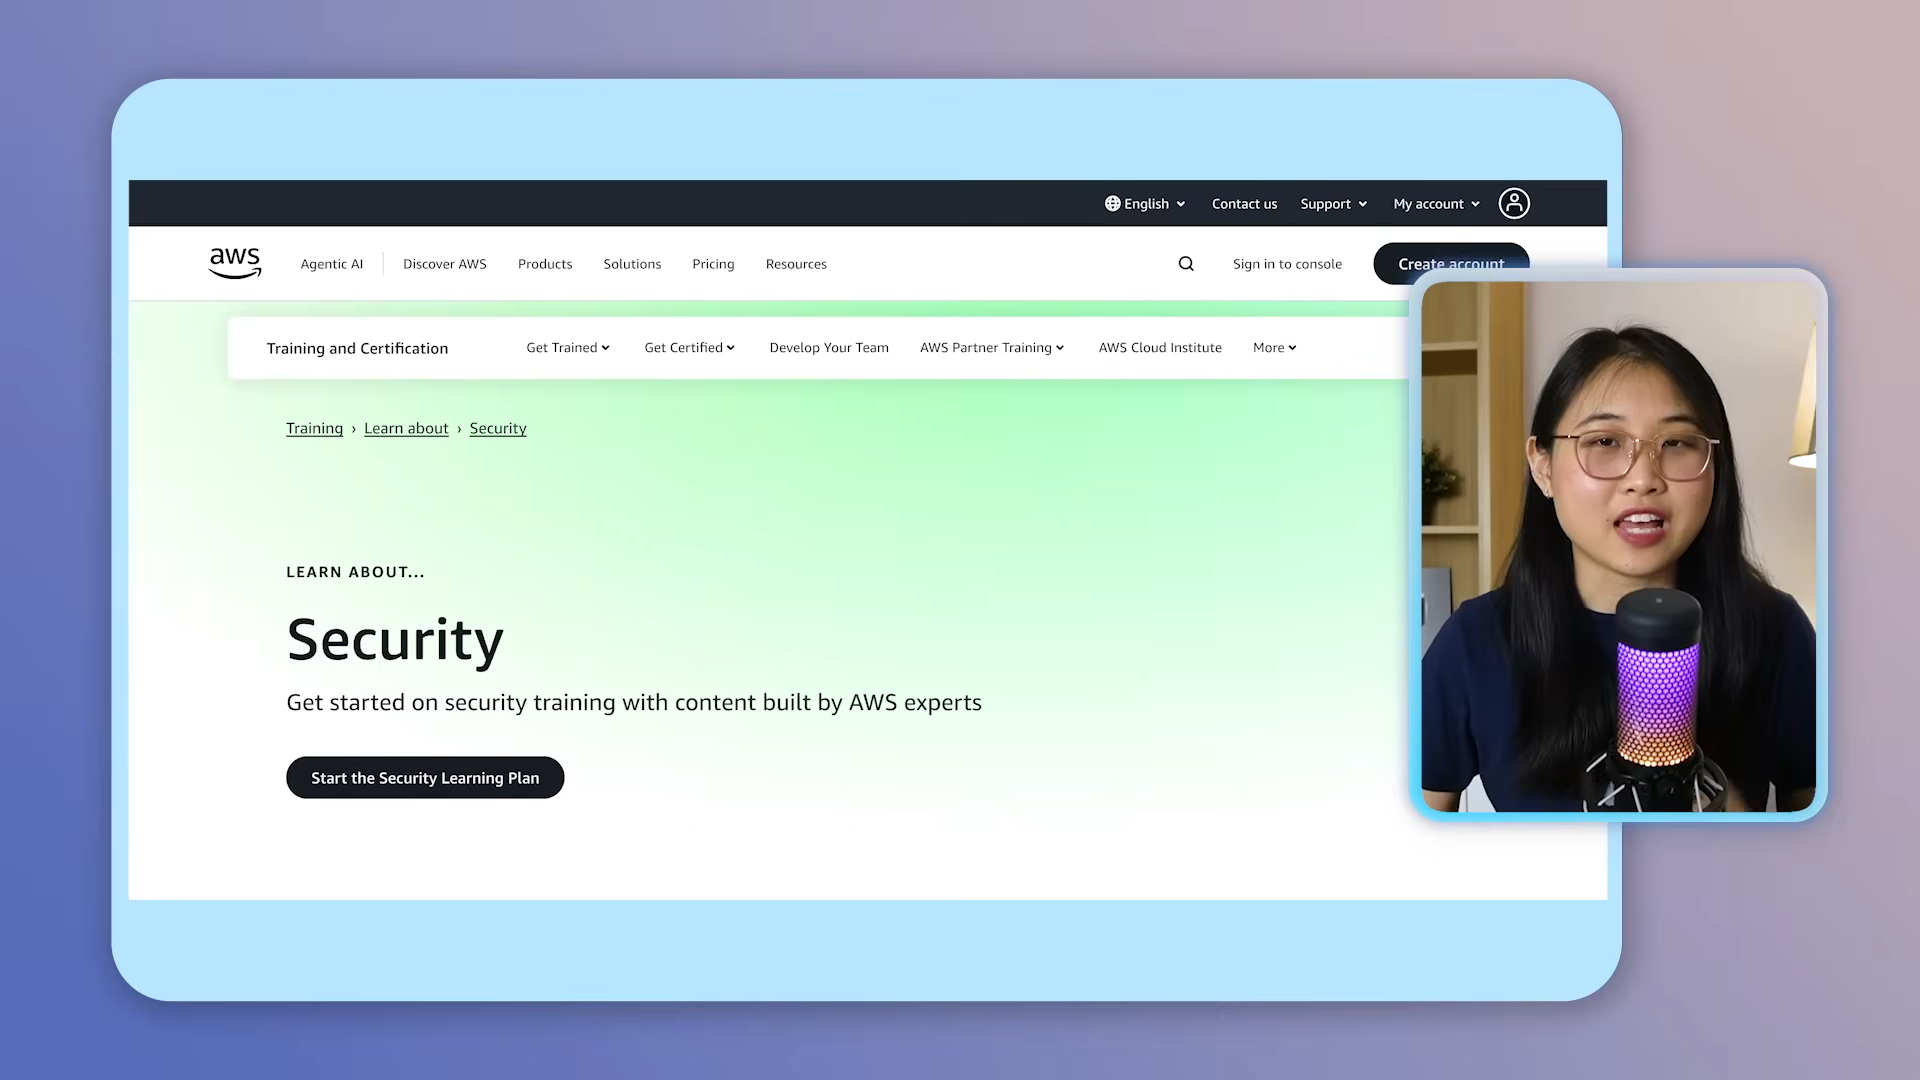 English Contact us Support My account
aws Agentic AI Discover AWS Products Solutions Pricing Resources Sign in to console Create account
Training and Certification Get Trained Get Certified Develop Your Team AWS Partner Training AWS Cloud Institute More
Training › Learn about › Security
LEARN ABOUT...
Security
Get started on security training with content built by AWS experts
Start the Security Learning Plan